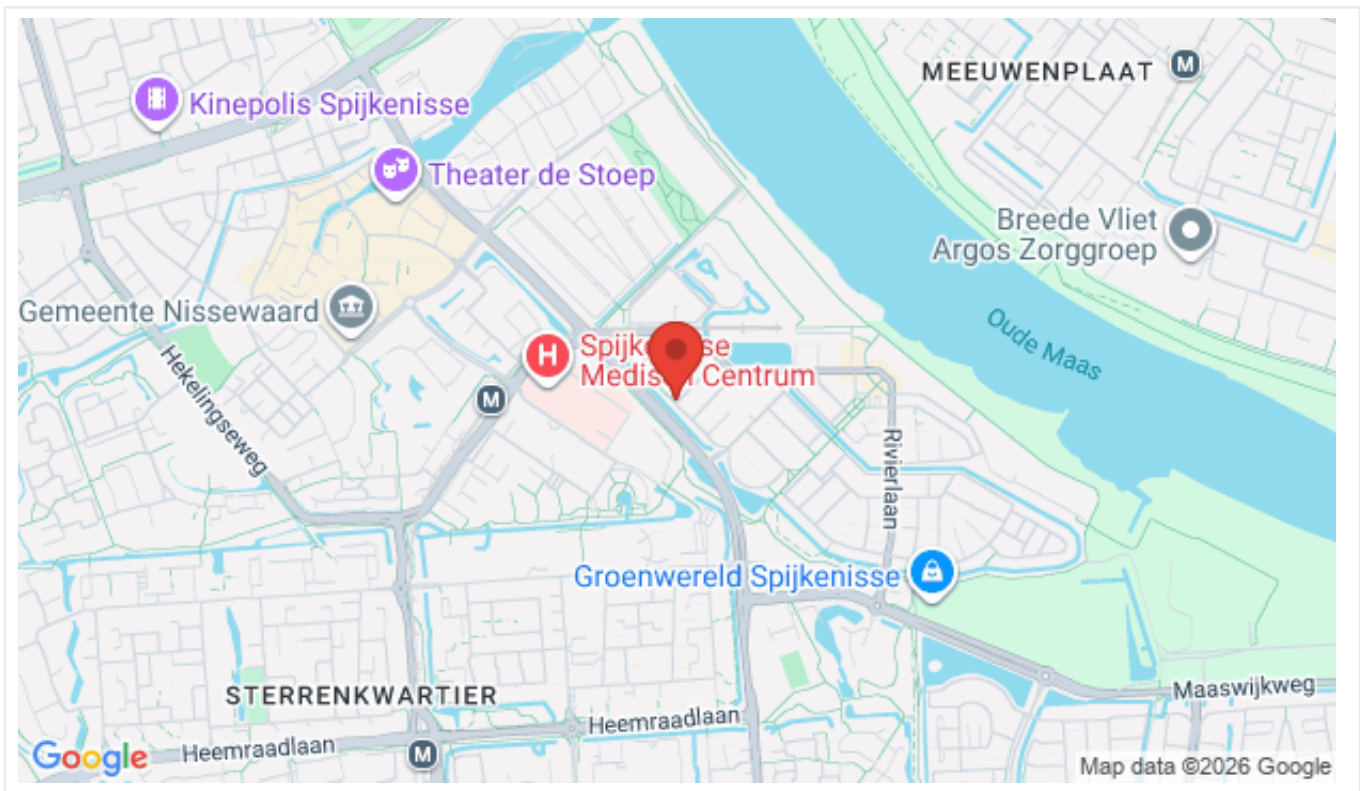 MEEUWENPLAAT M
Kinepolis Spijkenisse
Theater de Stoep
Breede Vliet
Argos Zorggroep
Gemeente Nissewaard
Oude Maas
H
Spijkenisse
Medisch Centrum
M
Hekelingseweg
Rivierlaan
Groenwereld Spijkenisse
STERRENKWARTIER
Maaswijkweg
Heemraadlaan
Heemraadlaan
M
Google
Map data ©2026 Google